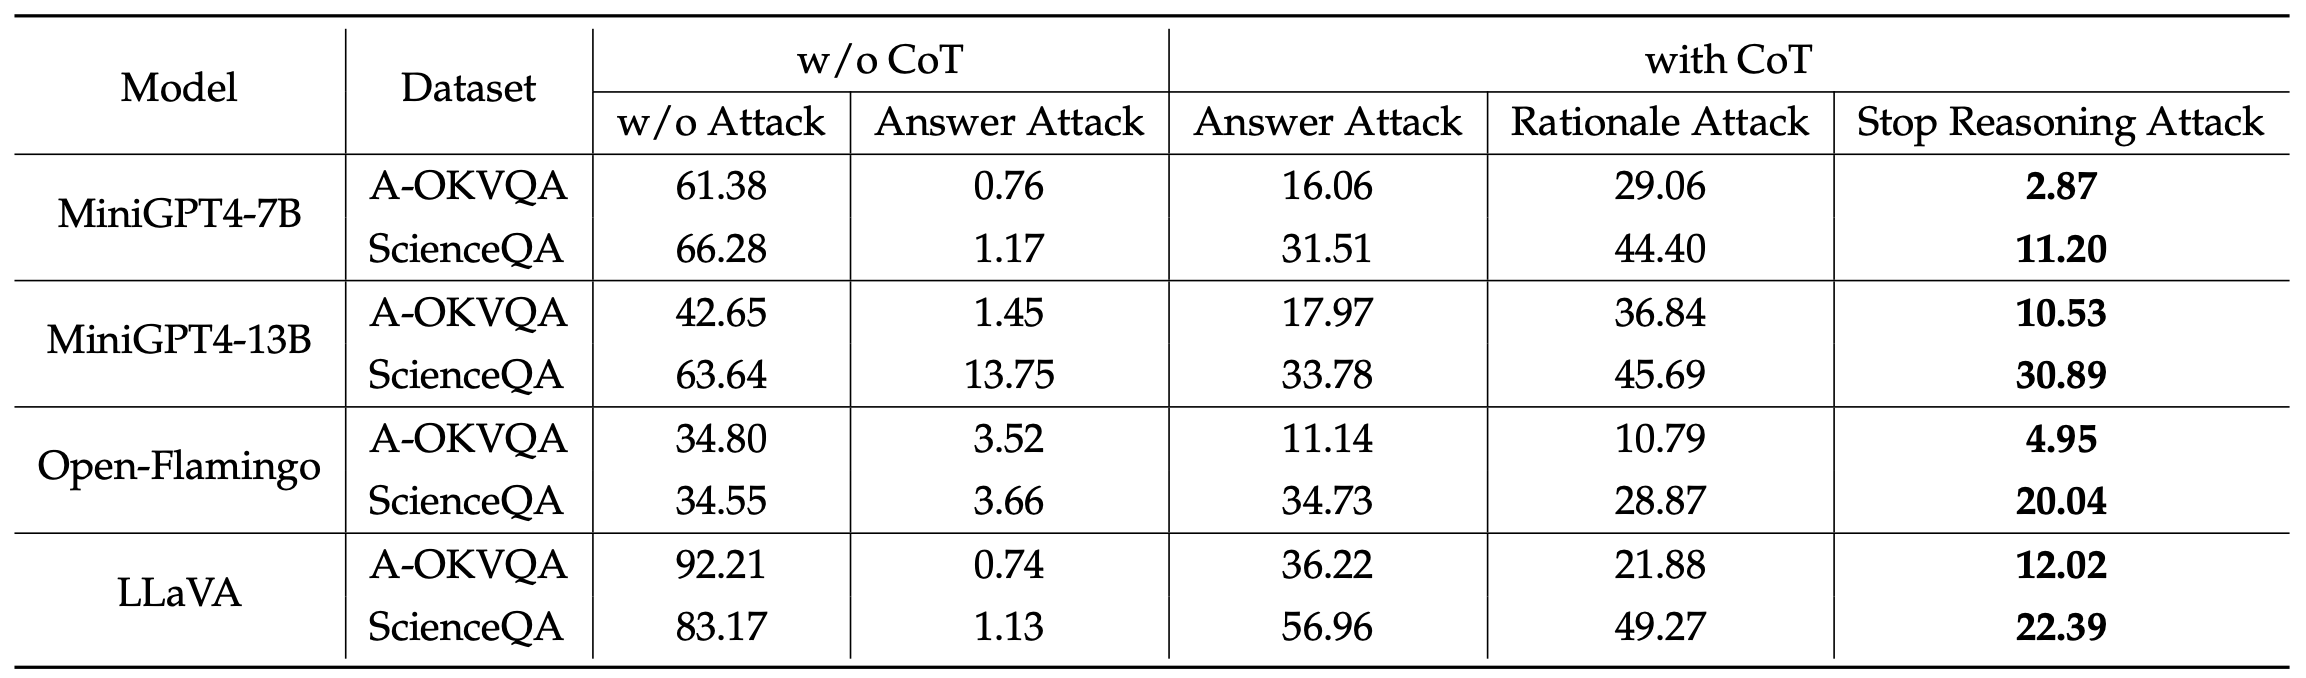 Model Dataset w/o CoT with CoT
w/o Attack Answer Attack Answer Attack Rationale Attack Stop Reasoning Attack
MiniGPT4-7B A-OKVQA 61.38 0.76 16.06 29.06 2.87
ScienceQA 66.28 1.17 31.51 44.40 11.20
MiniGPT4-13B A-OKVQA 42.65 1.45 17.97 36.84 10.53
ScienceQA 63.64 13.75 33.78 45.69 30.89
Open-Flamingo A-OKVQA 34.80 3.52 11.14 10.79 4.95
ScienceQA 34.55 3.66 34.73 28.87 20.04
LLaVA A-OKVQA 92.21 0.74 36.22 21.88 12.02
ScienceQA 83.17 1.13 56.96 49.27 22.39